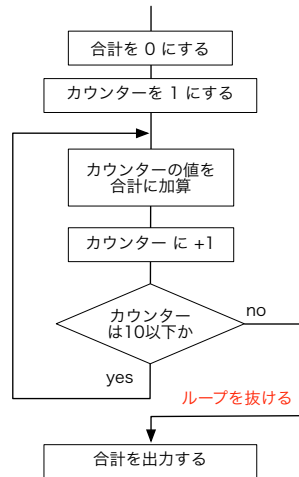 合計を 0 にする
カウンターを 1 にする
カウンターの値を
合計に加算
カウンター に +1
カウンター
は10以下か
no
yes
ループを抜ける
合計を出力する